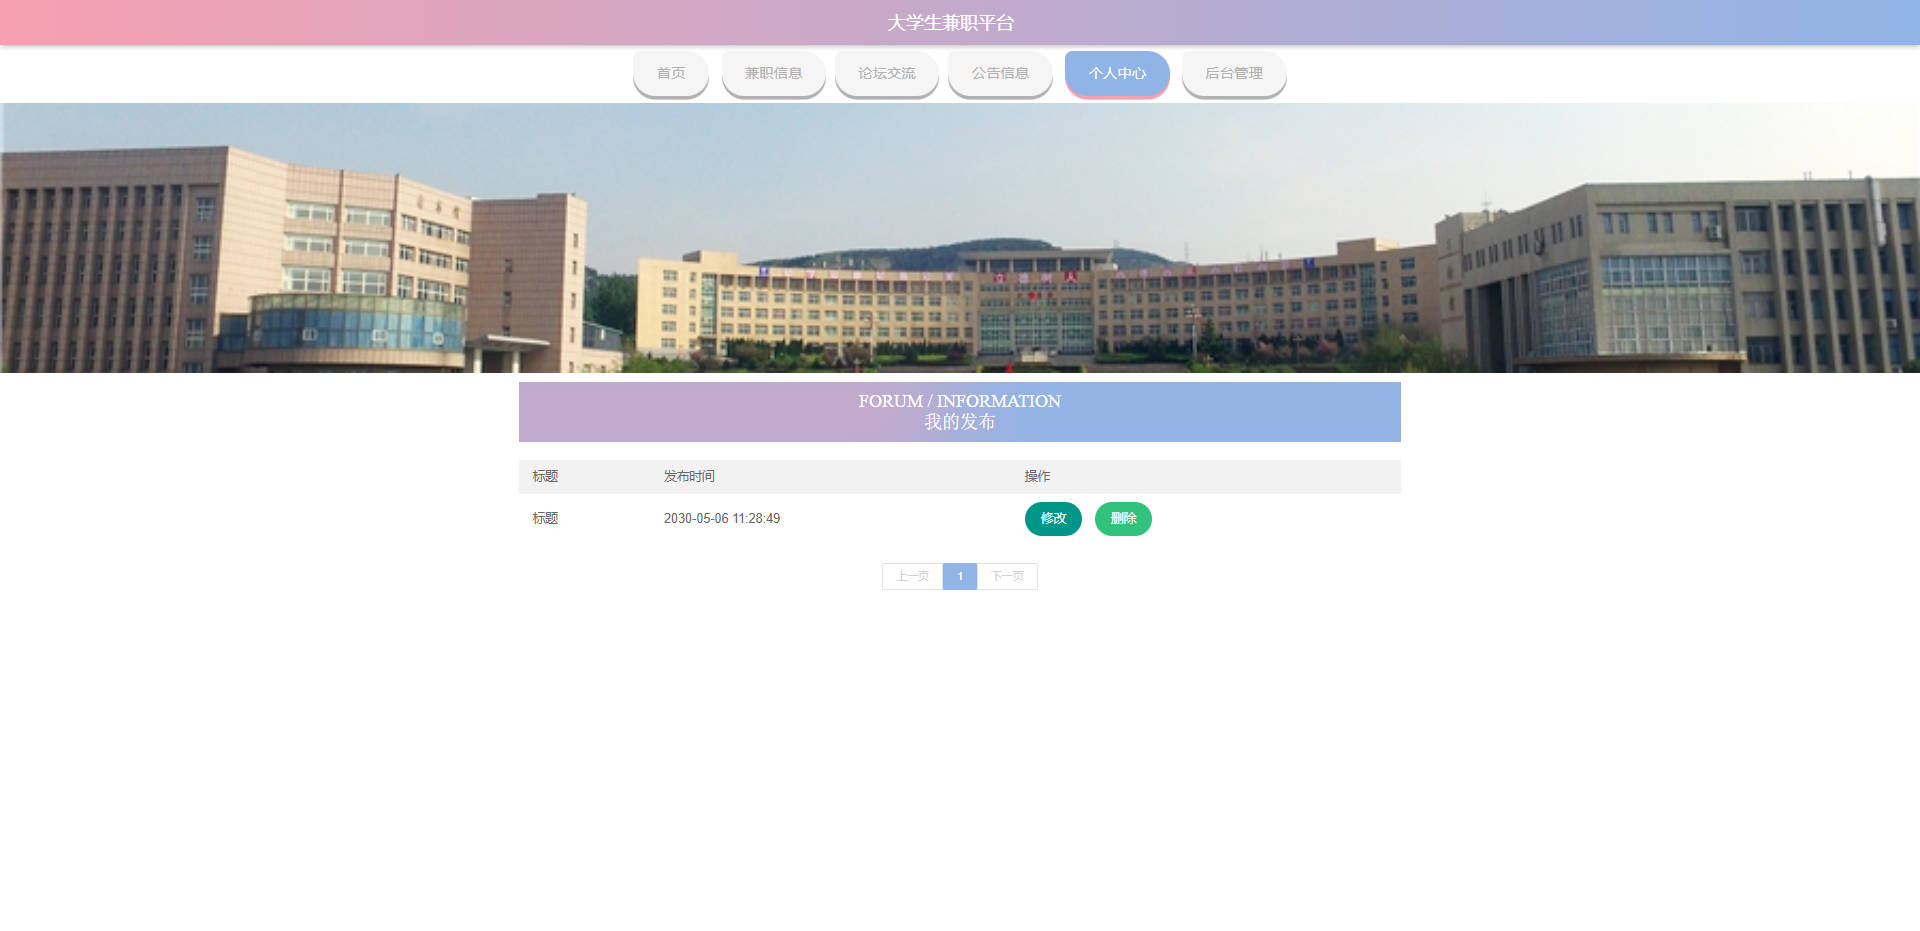 大学生兼职平台
首页 兼职信息 论坛交流 公告信息 个人中心 后台管理
FORUM / INFORMATION
我的发布
标题 发布时间 操作
标题 2030-05-06 11:28:49 修改 删除
上一页 1 下一页